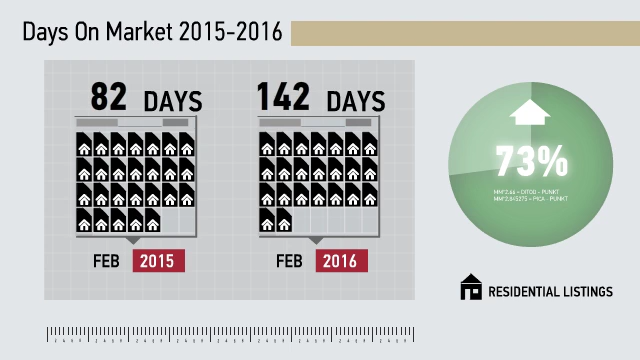 Days On Market 2015-2016
82 DAYS
142 DAYS
FEB 2015
FEB 2016
73%
RESIDENTIAL LISTINGS